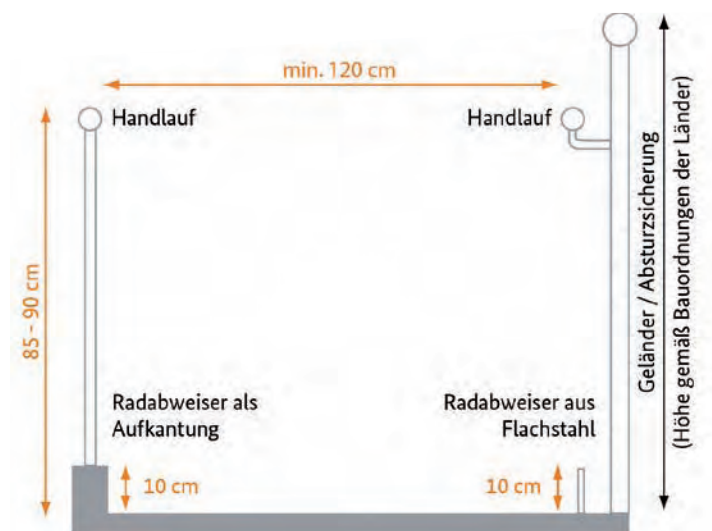 min. 120 cm
Handlauf
Handlauf
85 - 90 cm
Geländer / Absturzsicherung
(Höhe gemäß Bauordnungen der Länder)
Radabweiser als
Aufkantung
Radabweiser aus
Flachstahl
10 cm
10 cm